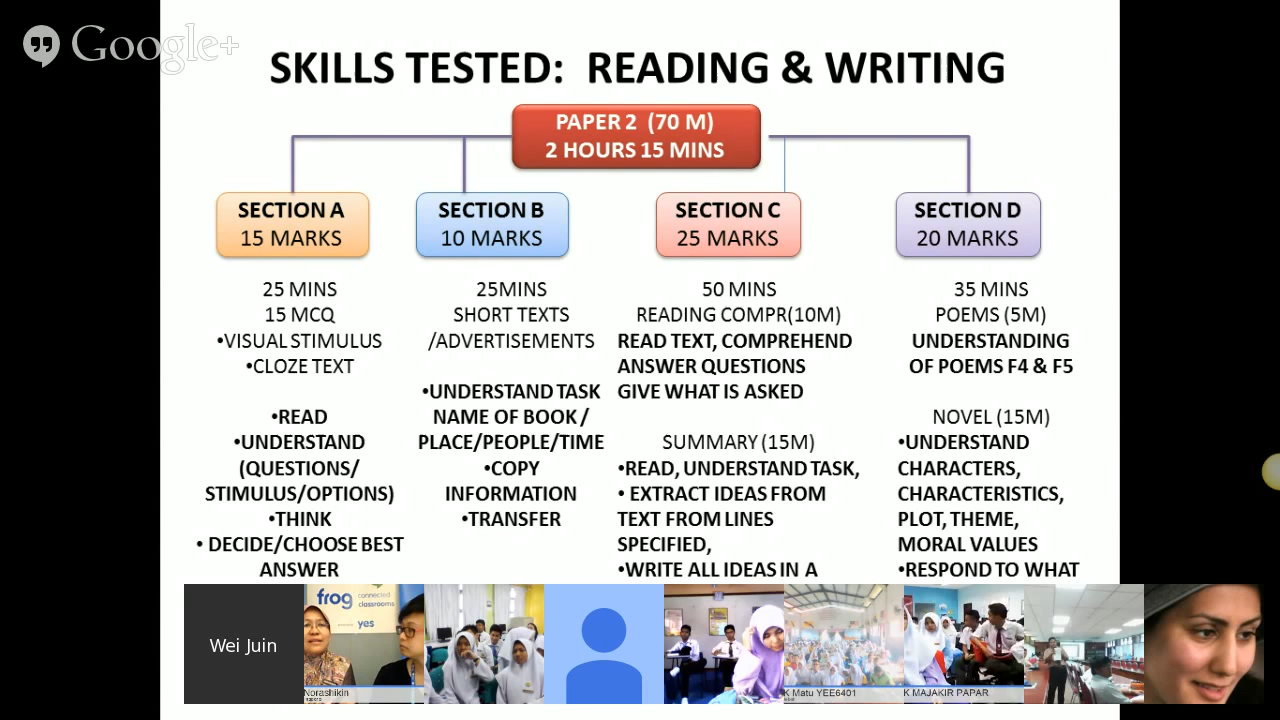 Google+
SKILLS TESTED: READING & WRITING
PAPER 2 (70 M)
2 HOURS 15 MINS
SECTION A
15 MARKS
25 MINS
15 MCQ
•VISUAL STIMULUS
•CLOZE TEXT
•READ
•UNDERSTAND
(QUESTIONS/
STIMULUS/OPTIONS)
•THINK
• DECIDE/CHOOSE BEST
ANSWER
SECTION B
10 MARKS
25MINS
SHORT TEXTS
/ADVERTISEMENTS
•UNDERSTAND TASK
NAME OF BOOK /
PLACE/PEOPLE/TIME
•COPY
INFORMATION
•TRANSFER
SECTION C
25 MARKS
50 MINS
READING COMPR(10M)
READ TEXT, COMPREHEND
ANSWER QUESTIONS
GIVE WHAT IS ASKED
SUMMARY (15M)
•READ, UNDERSTAND TASK,
• EXTRACT IDEAS FROM
TEXT FROM LINES
SPECIFIED,
•WRITE ALL IDEAS IN A
SECTION D
20 MARKS
35 MINS
POEMS (5M)
UNDERSTANDING
OF POEMS F4 & F5
NOVEL (15M)
•UNDERSTAND
CHARACTERS,
CHARACTERISTICS,
PLOT, THEME,
MORAL VALUES
•RESPOND TO WHAT
Wei Juin
frog
connected
classrooms
yes
Norashikin
K Matu YEE6401
K MAJAKIR PAPAR